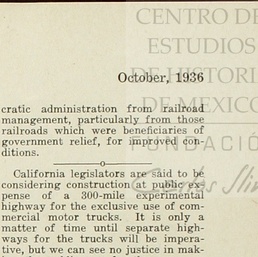 CENTRO DE
ESTUDIOS
DE HISTORIA
DE MEXICO
FUNDACIÓ
Carlos Slim
October, 1936
cratic administration from railroad
management, particularly from those
railroads which were beneficiaries of
government relief, for improved con-
ditions.
California legislators are said to be
considering construction at public ex-
pense of a 300-mile experimental
highway for the exclusive use of com-
mercial motor trucks. It is only a
matter of time until separate high-
ways for the trucks will be impera-
tive, but we can see no justice in mak-